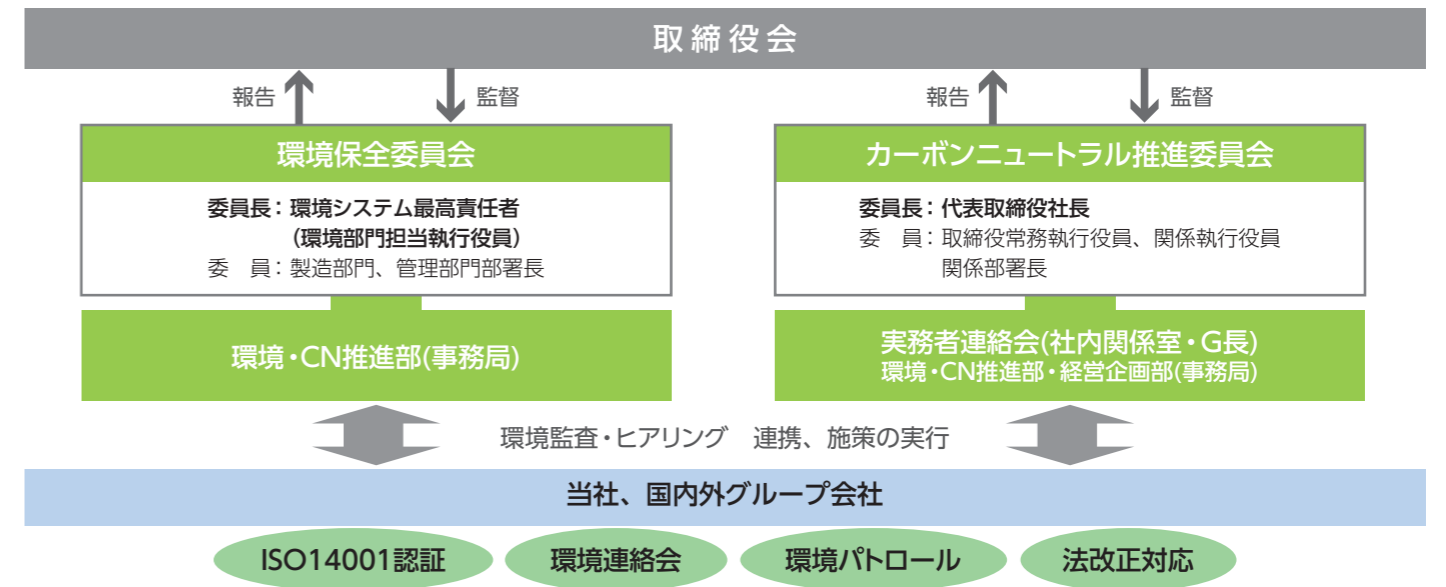 取締役会
報告 監督
報告 監督
環境保全委員会
委員長：環境システム最高責任者
（環境部門担当執行役員）
委　員：製造部門、管理部門部署長
環境・CN推進部(事務局)
カーボンニュートラル推進委員会
委員長：代表取締役社長
委　員：取締役常務執行役員、関係執行役員
関係部署長
実務者連絡会(社内関係室・G長)
環境・CN推進部・経営企画部(事務局)
環境監査・ヒアリング　連携、施策の実行
当社、国内外グループ会社
ISO14001認証 環境連絡会 環境パトロール 法改正対応